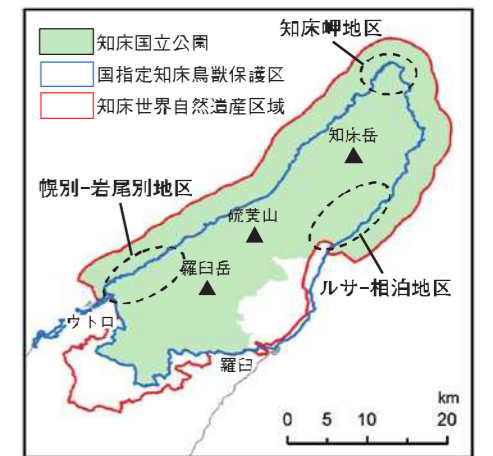 知床国立公園
国指定知床鳥獣保護区
知床世界自然遺産区域
知床岬地区
知床岳
幌別-岩尾別地区
硫黄山
羅臼岳
ルサ-相泊地区
ウトロ
羅臼
km
0 5 10 20